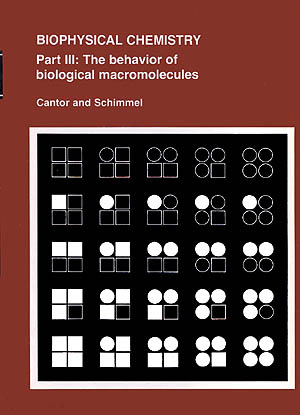 BIOPHYSICAL CHEMISTRY
Part III: The behavior of
biological macromolecules
Cantor and Schimmel